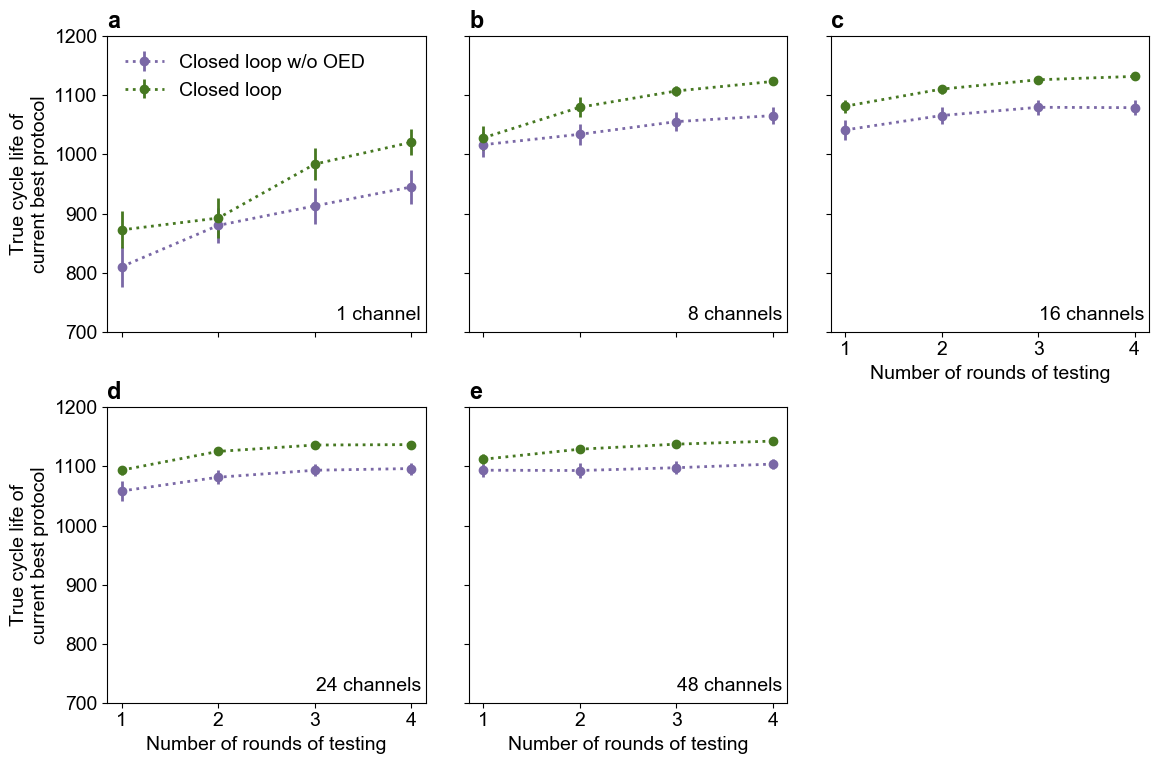 a
b
c
1200
1100
1000
900
800
700
True cycle life of
current best protocol
Closed loop w/o OED
Closed loop
1 channel
8 channels
16 channels
1 2 3 4
Number of rounds of testing
d
e
1200
1100
1000
900
800
700
True cycle life of
current best protocol
24 channels
48 channels
1 2 3 4
1 2 3 4
Number of rounds of testing
Number of rounds of testing